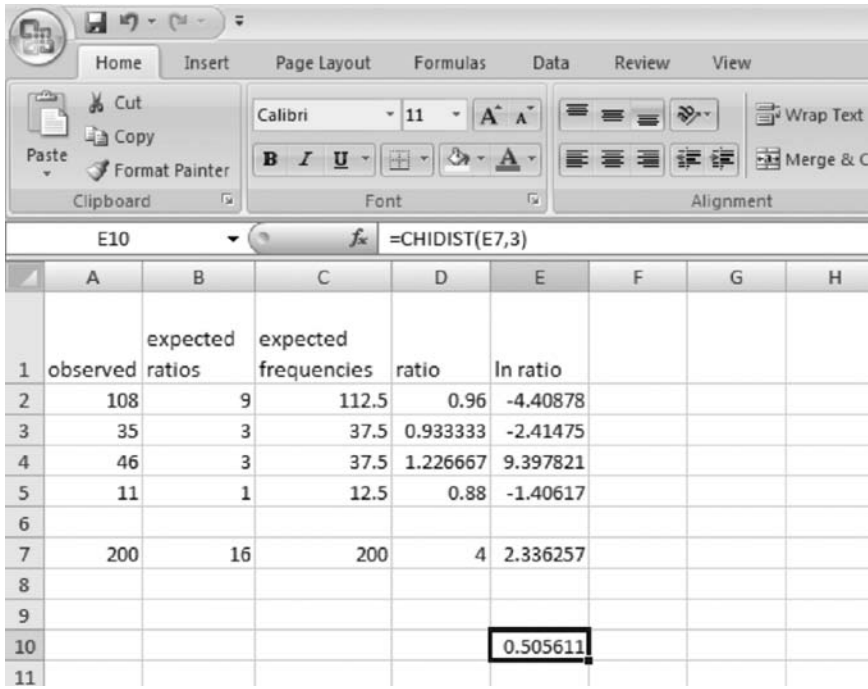 Home Insert Page Layout Formulas Data Review View
Cut
Copy
Paste
Format Painter
Clipboard
Calibri 11 A A
B I U A
Font
Wrap Text
Merge & C
Alignment
E10 fx =CHIDIST(E7,3)
A B C D E F G H
expected expected
1 observed ratios frequencies ratio ln ratio
2 108 9 112.5 0.96 -4.40878
3 35 3 37.5 0.933333 -2.41475
4 46 3 37.5 1.226667 9.397821
5 11 1 12.5 0.88 -1.40617
6
7 200 16 200 4 2.336257
8
9
10 0.505611
11